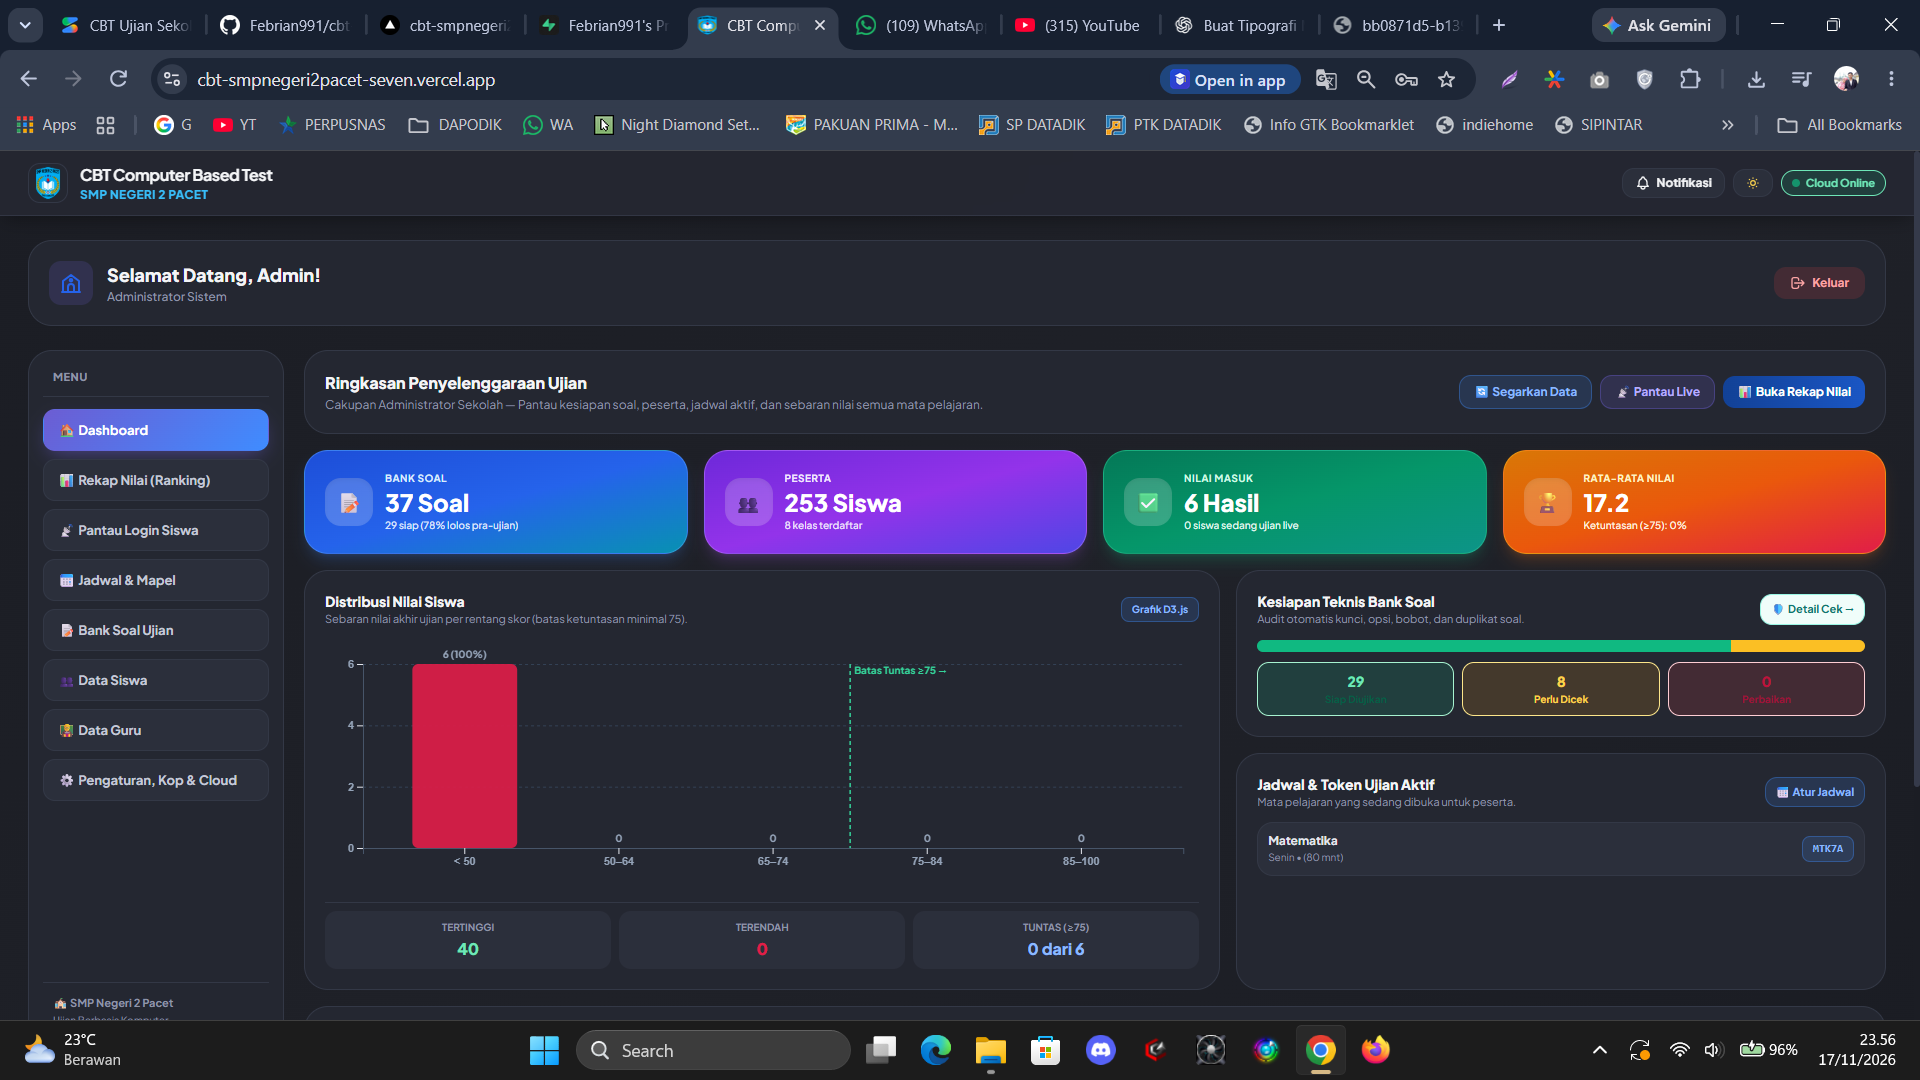 CBT Ujian Seko
Febrian991/cbt
cbt-smpnegeri
Febrian991's P
CBT Comp
(109) WhatsAp
(315) YouTube
Buat Tipografi
bb0871d5-b13
Ask Gemini
cbt-smpnegeri2pacet-seven.vercel.app
Open in app
Apps
G
YT
PERPUSNAS
DAPODIK
WA
Night Diamond Set...
PAKUAN PRIMA - M...
SP DATADIK
PTK DATADIK
Info GTK Bookmarklet
indiehome
SIPINTAR
All Bookmarks
CBT Computer Based Test
SMP NEGERI 2 PACET
Notifikasi
Cloud Online
Selamat Datang, Admin!
Administrator Sistem
Keluar
MENU
Dashboard
Rekap Nilai (Ranking)
Pantau Login Siswa
Jadwal & Mapel
Bank Soal Ujian
Data Siswa
Data Guru
Pengaturan, Kop & Cloud
SMP Negeri 2 Pacet
Ujian Berbasis Komputer
Ringkasan Penyelenggaraan Ujian
Cakupan Administrator Sekolah — Pantau kesiapan soal, peserta, jadwal aktif, dan sebaran nilai semua mata pelajaran.
Segarkan Data
Pantau Live
Buka Rekap Nilai
BANK SOAL
37 Soal
29 siap (78% lolos pra-ujian)
PESERTA
253 Siswa
8 kelas terdaftar
NILAI MASUK
6 Hasil
0 siswa sedang ujian live
RATA-RATA NILAI
17.2
Ketuntasan (≥75): 0%
Distribusi Nilai Siswa
Sebaran nilai akhir ujian per rentang skor (batas ketuntasan minimal 75).
Grafik D3.js
6 (100%)
Batas Tuntas ≥75 →
6
4
2
0
0
0
0
0
< 50
50–64
65–74
75–84
85–100
TERTINGGI
40
TERENDAH
0
TUNTAS (≥75)
0 dari 6
Kesiapan Teknis Bank Soal
Audit otomatis kunci, opsi, bobot, dan duplikat soal.
Detail Cek →
29
Siap Diujikan
8
Perlu Dicek
0
Perbaikan
Jadwal & Token Ujian Aktif
Mata pelajaran yang sedang dibuka untuk peserta.
Atur Jadwal
Matematika
Senin • (80 mnt)
MTK7A
23°C
Berawan
Search
96%
23.56
17/11/2026